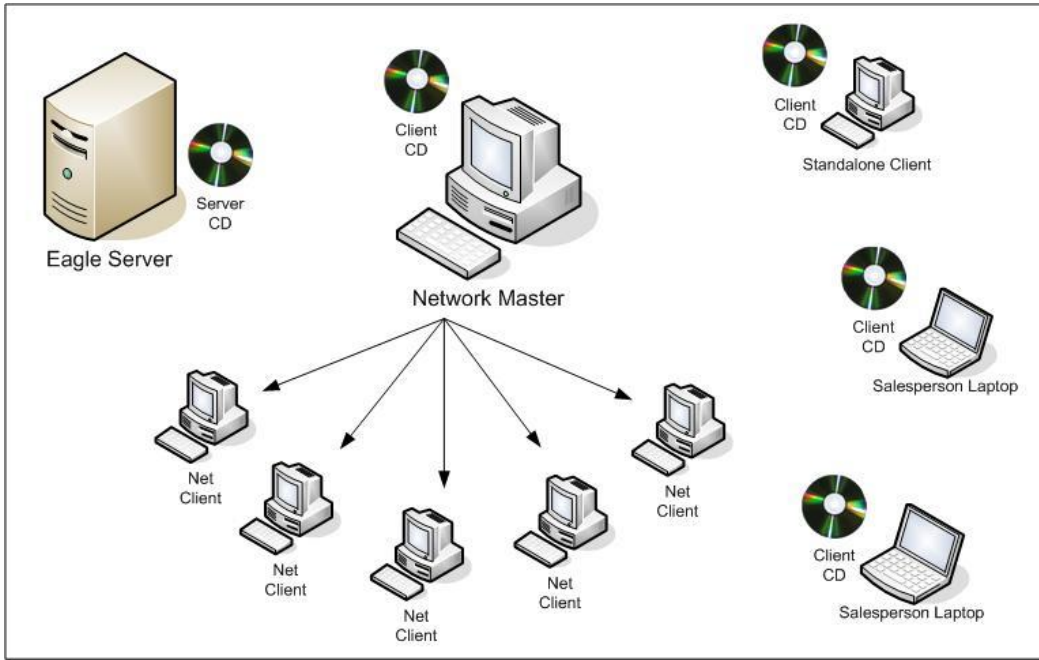 Server
CD
Eagle Server
Client
CD
Network Master
Client
CD
Standalone Client
Client
CD
Salesperson Laptop
Net
Client
Net
Client
Net
Client
Net
Client
Net
Client
Client
CD
Salesperson Laptop